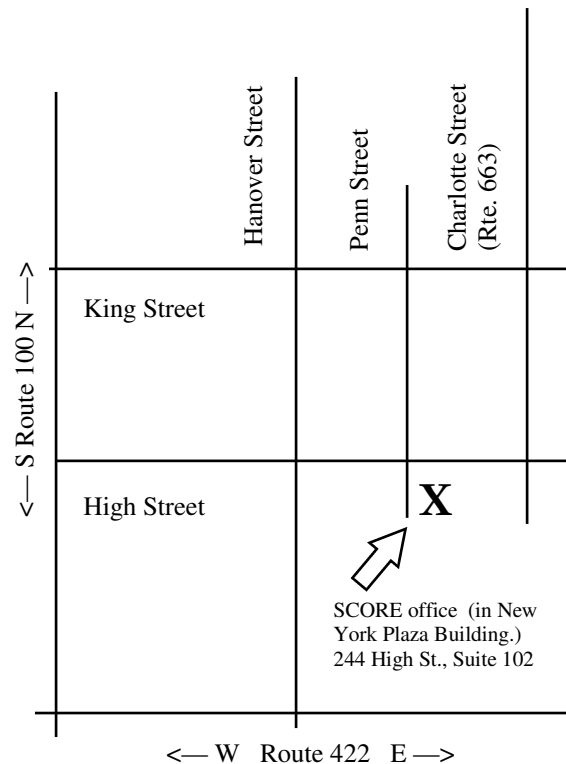 Hanover Street
Penn Street
Charlotte Street
(Rte. 663)
King Street
<— S Route 100 N —>
High Street
X
SCORE office  (in New
York Plaza Building.)
244 High St., Suite 102
<— W   Route 422   E —>